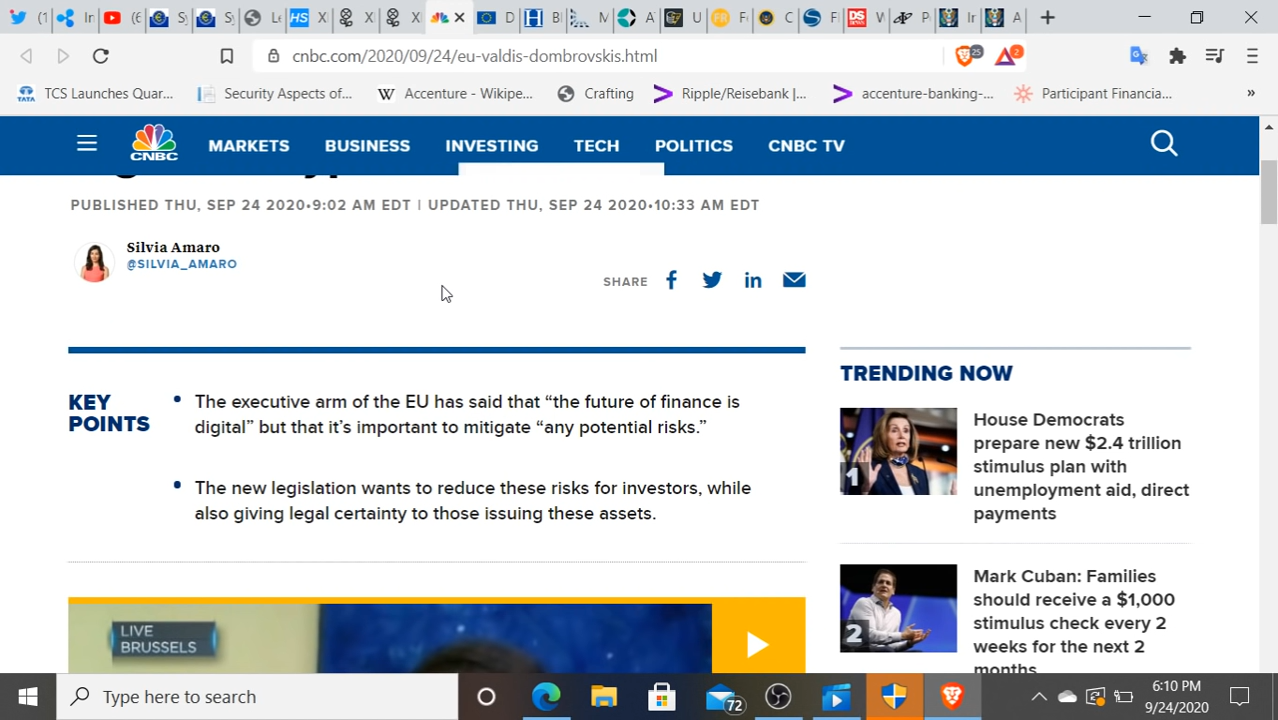 cnbc.com/2020/09/24/eu-valdis-dombrovskis.html
25
2
TCS Launches Quar...
Security Aspects of...
W Accenture - Wikipe...
Crafting
Ripple/Reisebank |...
accenture-banking-...
Participant Financia...
»
CNBC
MARKETS
BUSINESS
INVESTING
TECH
POLITICS
CNBC TV
PUBLISHED THU, SEP 24 2020•9:02 AM EDT | UPDATED THU, SEP 24 2020•10:33 AM EDT
Silvia Amaro
@SILVIA_AMARO
SHARE
KEY
POINTS
• The executive arm of the EU has said that “the future of finance is
digital” but that it’s important to mitigate “any potential risks.”
• The new legislation wants to reduce these risks for investors, while
also giving legal certainty to those issuing these assets.
LIVE
BRUSSELS
TRENDING NOW
1
House Democrats
prepare new $2.4 trillion
stimulus plan with
unemployment aid, direct
payments
2
Mark Cuban: Families
should receive a $1,000
stimulus check every 2
weeks for the next 2
months
Type here to search
72
6:10 PM
9/24/2020